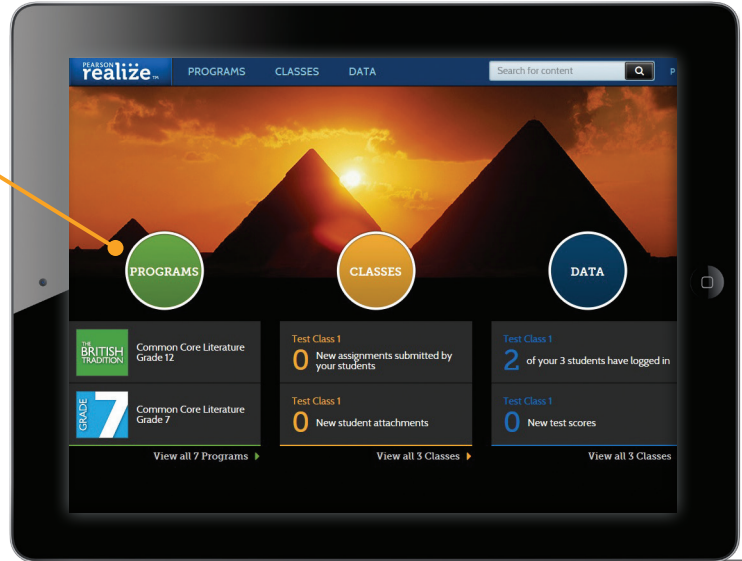 PEARSON
realize™
PROGRAMS CLASSES DATA
Search for content
P
PROGRAMS
CLASSES
DATA
THE
BRITISH
TRADITION
Common Core Literature
Grade 12
GRADE
7
Common Core Literature
Grade 7
View all 7 Programs
Test Class 1
0 New assignments submitted by
your students
Test Class 1
0 New student attachments
View all 3 Classes
Test Class 1
2 of your 3 students have logged in
Test Class 1
0 New test scores
View all 3 Classes